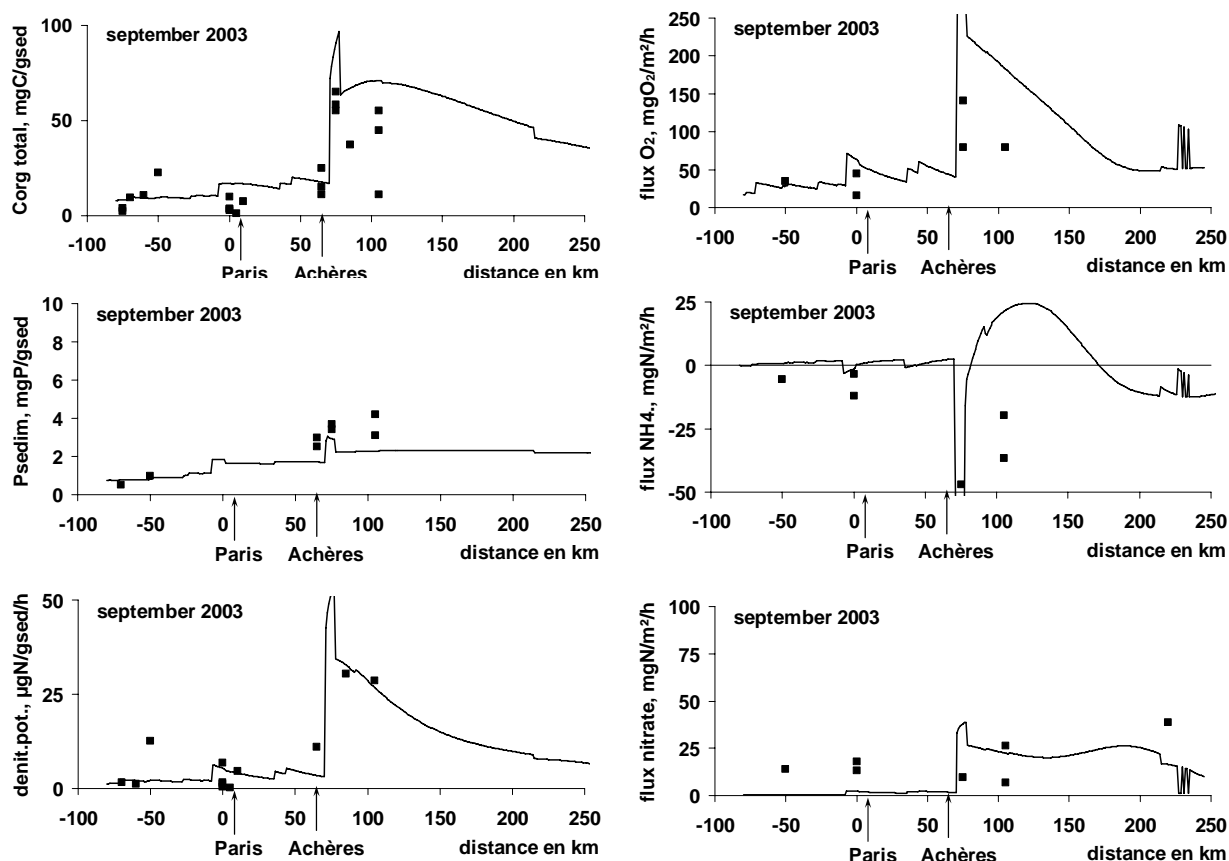 Corg total, mgC/gsed
september 2003
100
50
0
-100 -50 0 50 100 150 200 250
Paris Achères distance en km
flux O₂, mgO₂/m²/h
september 2003
250
200
150
100
50
0
-100 -50 0 50 100 150 200 250
Paris Achères distance en km
Psedim, mgP/gsed
september 2003
10
8
6
4
2
0
-100 -50 0 50 100 150 200 250
Paris Achères distance en km
flux NH4., mgN/m²/h
september 2003
25
0
-25
-50
-100 -50 0 50 100 150 200 250
Paris Achères distance en km
denit.pot., µgN/gsed/h
september 2003
50
25
0
-100 -50 0 50 100 150 200 250
Paris Achères distance en km
flux nitrate, mgN/m²/h
september 2003
100
75
50
25
0
-100 -50 0 50 100 150 200 250
Paris Achères distance en km